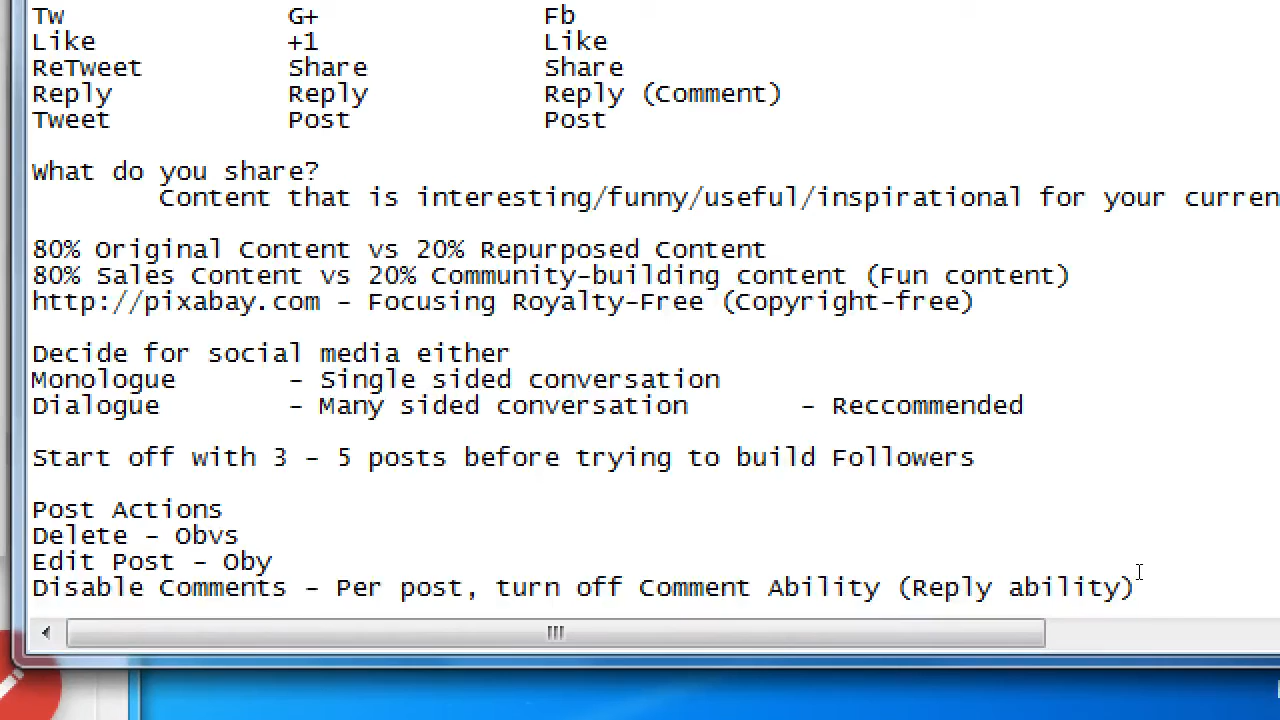 Tw G+ Fb
Like +1 Like
ReTweet Share Share
Reply Reply Reply (Comment)
Tweet Post Post
What do you share?
Content that is interesting/funny/useful/inspirational for your curren
80% Original Content vs 20% Repurposed Content
80% Sales Content vs 20% Community-building content (Fun content)
http://pixabay.com - Focusing Royalty-Free (Copyright-free)
Decide for social media either
Monologue - Single sided conversation
Dialogue - Many sided conversation - Reccommended
Start off with 3 - 5 posts before trying to build Followers
Post Actions
Delete - Obvs
Edit Post - Oby
Disable Comments - Per post, turn off Comment Ability (Reply ability)